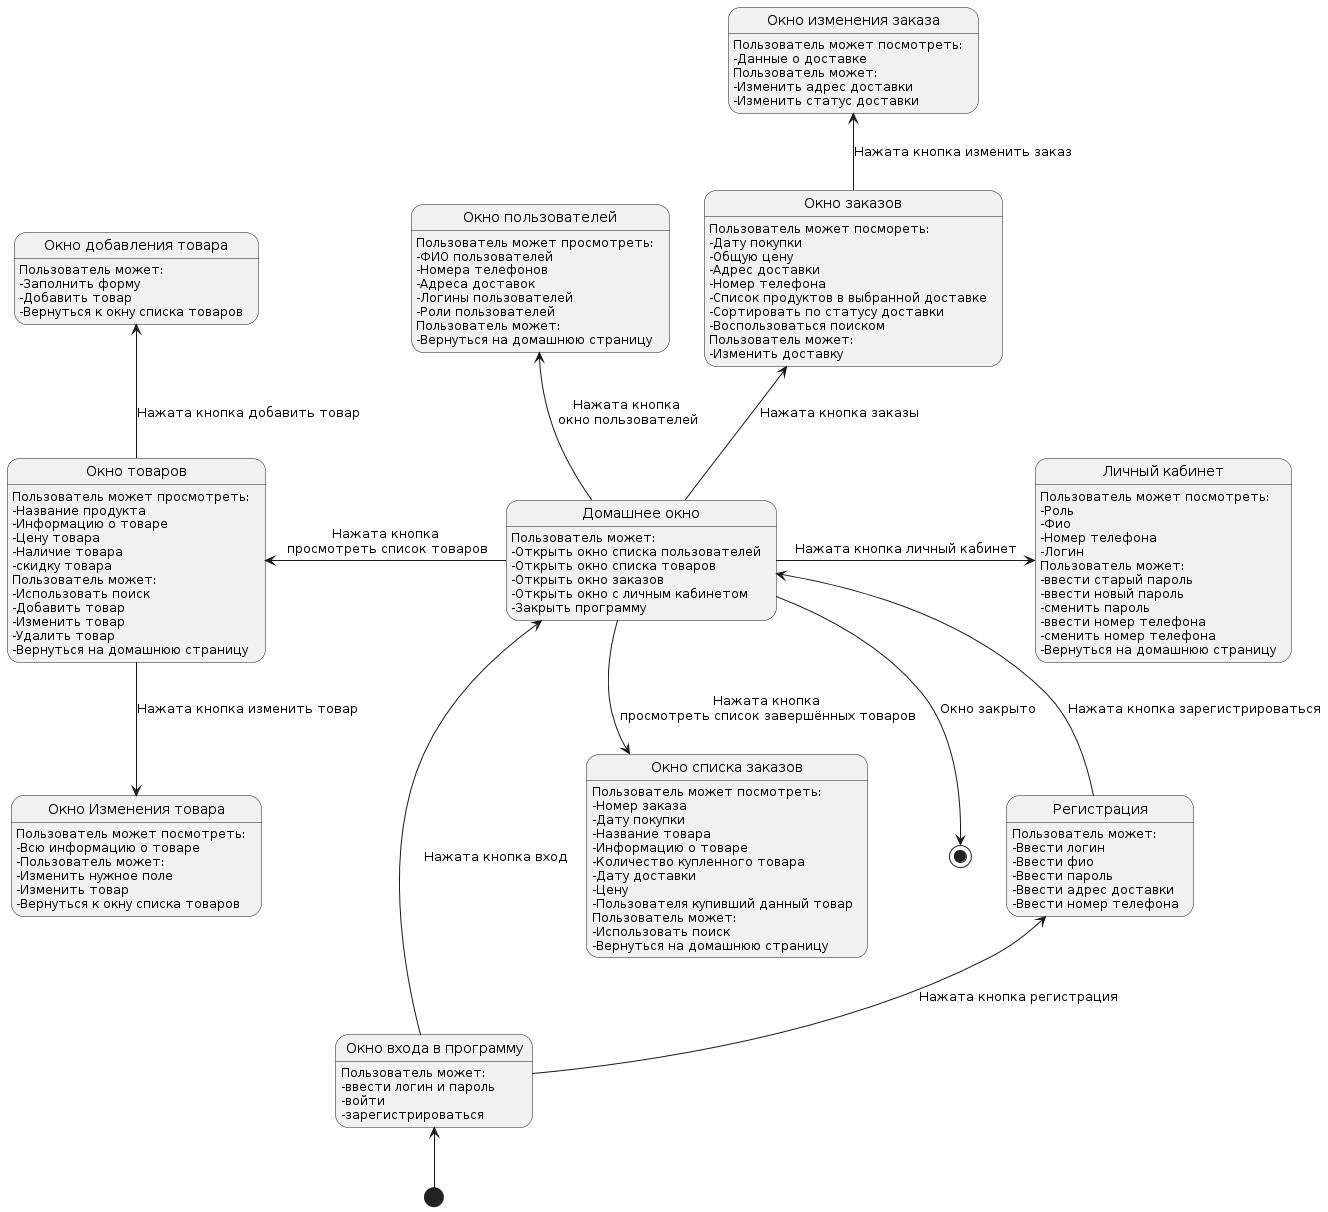 Окно изменения заказа
Пользователь может посмотреть:
-Данные о доставке
Пользователь может:
-Изменить адрес доставки
-Изменить статус доставки
Нажата кнопка изменить заказ
Окно заказов
Пользователь может посмореть:
-Дату покупки
-Общую цену
-Адрес доставки
-Номер телефона
-Список продуктов в выбранной доставке
-Сортировать по статусу доставки
-Воспользоваться поиском
Пользователь может:
-Изменить доставку
Окно пользователей
Пользователь может просмотреть:
-ФИО пользователей
-Номера телефонов
-Адреса доставок
-Логины пользователей
-Роли пользователей
Пользователь может:
-Вернуться на домашнюю страницу
Окно добавления товара
Пользователь может:
-Заполнить форму
-Добавить товар
-Вернуться к окну списка товаров
Нажата кнопка добавить товар
Нажата кнопка
окно пользователей
Нажата кнопка заказы
Окно товаров
Пользователь может просмотреть:
-Название продукта
-Информацию о товаре
-Цену товара
-Наличие товара
-скидку товара
Пользователь может:
-Использовать поиск
-Добавить товар
-Изменить товар
-Удалить товар
-Вернуться на домашнюю страницу
Нажата кнопка
просмотреть список товаров
Домашнее окно
Пользователь может:
-Открыть окно списка пользователей
-Открыть окно списка товаров
-Открыть окно заказов
-Открыть окно с личным кабинетом
-Закрыть программу
Нажата кнопка личный кабинет
Личный кабинет
Пользователь может посмотреть:
-Роль
-Фио
-Номер телефона
-Логин
Пользователь может:
-ввести старый пароль
-ввести новый пароль
-сменить пароль
-ввести номер телефона
-сменить номер телефона
-Вернуться на домашнюю страницу
Нажата кнопка изменить товар
Нажата кнопка
просмотреть список завершённых товаров
Окно закрыто
Нажата кнопка зарегистрироваться
Окно Изменения товара
Пользователь может посмотреть:
-Всю информацию о товаре
-Пользователь может:
-Изменить нужное поле
-Изменить товар
-Вернуться к окну списка товаров
Нажата кнопка вход
Окно списка заказов
Пользователь может посмотреть:
-Номер заказа
-Дату покупки
-Название товара
-Информацию о товаре
-Количество купленного товара
-Дату доставки
-Цену
-Пользователя купивший данный товар
Пользователь может:
-Использовать поиск
-Вернуться на домашнюю страницу
Регистрация
Пользователь может:
-Ввести логин
-Ввести фио
-Ввести пароль
-Ввести адрес доставки
-Ввести номер телефона
Нажата кнопка регистрация
Окно входа в программу
Пользователь может:
-ввести логин и пароль
-войти
-зарегистрироваться